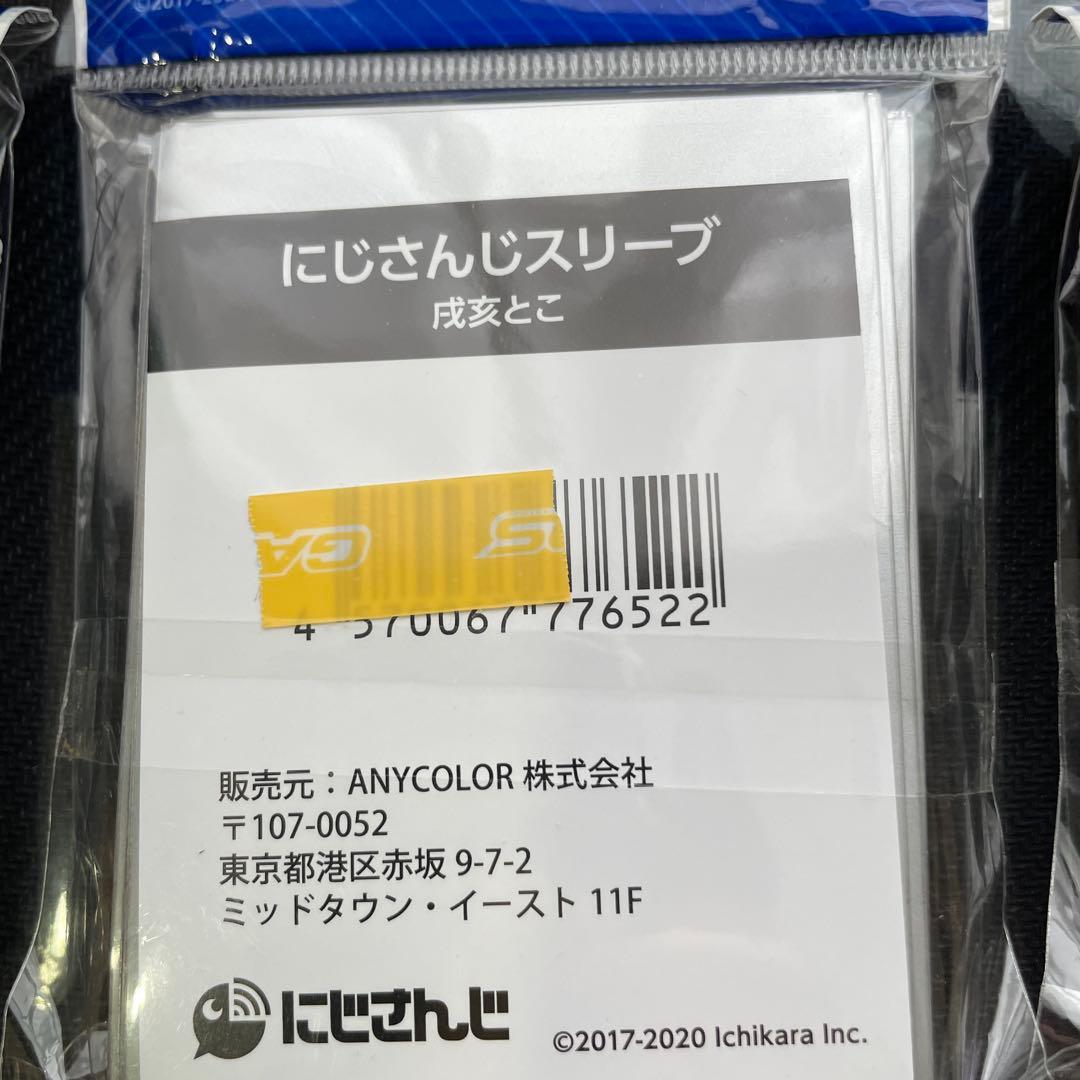 ©2017-2020
にじさんじスリーブ
戌亥とこ
4 570067 776522
販売元：ANYCOLOR 株式会社
〒107-0052
東京都港区赤坂 9-7-2
ミッドタウン・イースト 11F
にじさんじ
©2017-2020 Ichikara Inc.